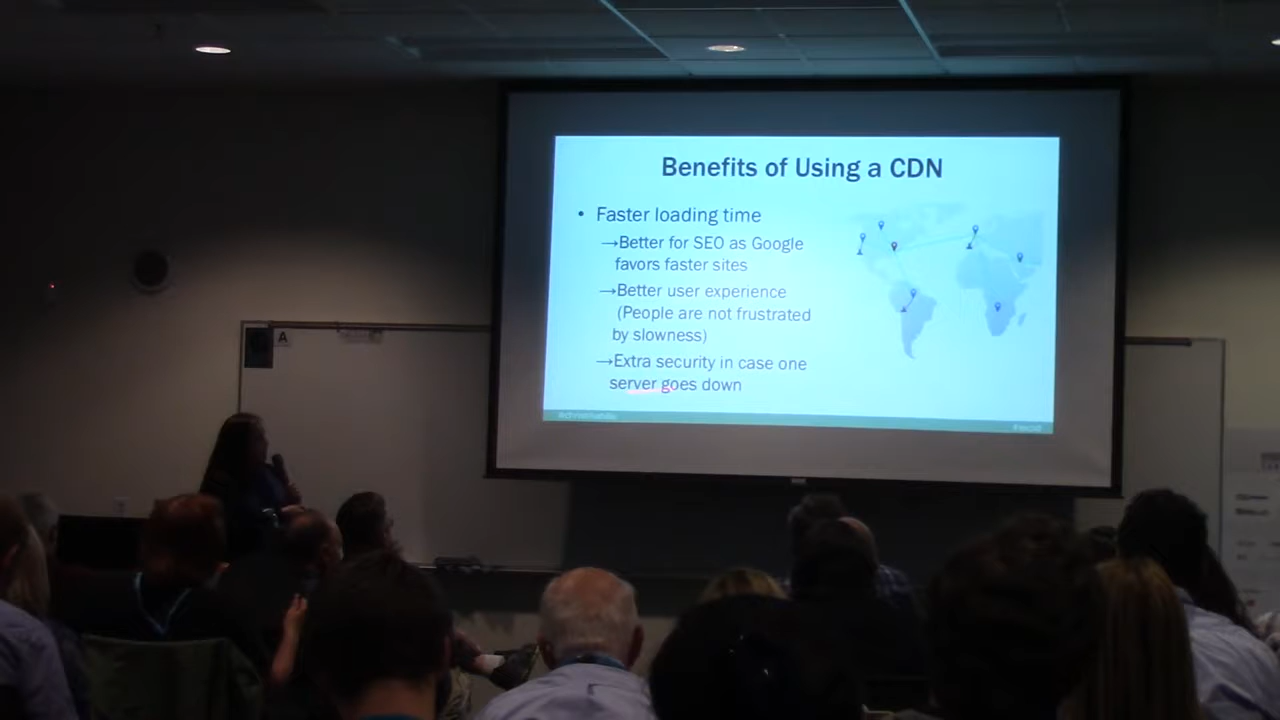 Benefits of Using a CDN
• Faster loading time
→Better for SEO as Google
favors faster sites
→Better user experience
(People are not frustrated
by slowness)
→Extra security in case one
server goes down
A